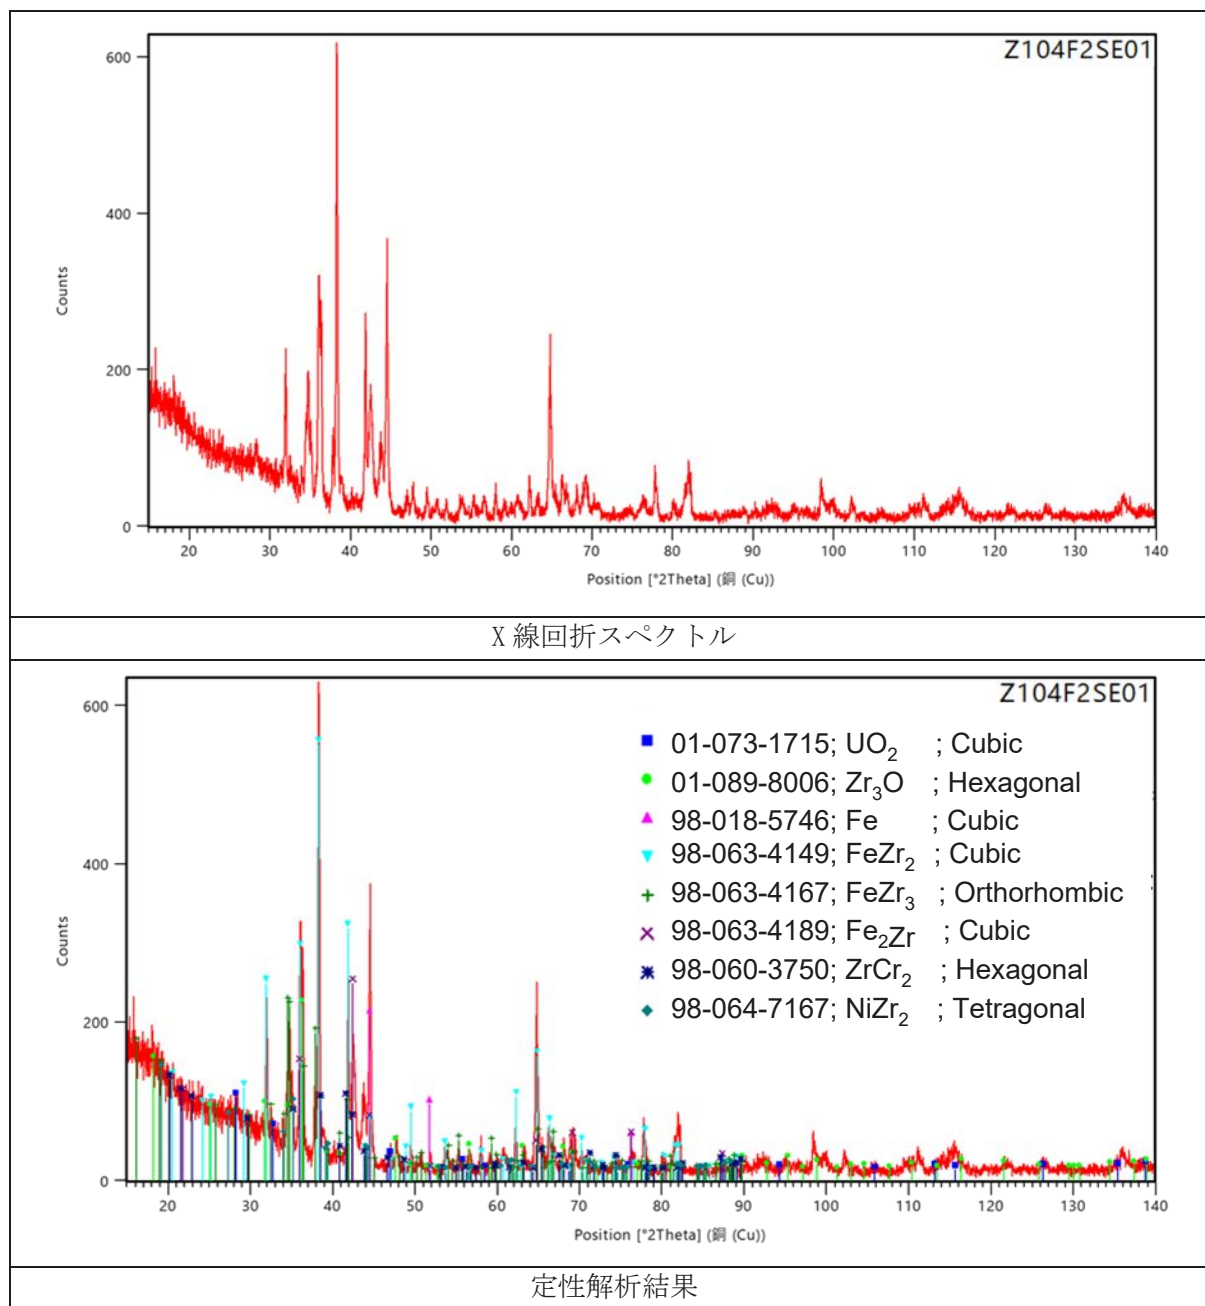 Z104F2SE01
600
400
200
0
Counts
20 30 40 50 60 70 80 90 100 110 120 130 140
Position [°2Theta] (銅 (Cu))
X 線回折スペクトル
Z104F2SE01
600
400
200
0
Counts
01-073-1715; UO2 ; Cubic
01-089-8006; Zr3O ; Hexagonal
98-018-5746; Fe ; Cubic
98-063-4149; FeZr2 ; Cubic
98-063-4167; FeZr3 ; Orthorhombic
98-063-4189; Fe2Zr ; Cubic
98-060-3750; ZrCr2 ; Hexagonal
98-064-7167; NiZr2 ; Tetragonal
20 30 40 50 60 70 80 90 100 110 120 130 140
Position [°2Theta] (銅 (Cu))
定性解析結果